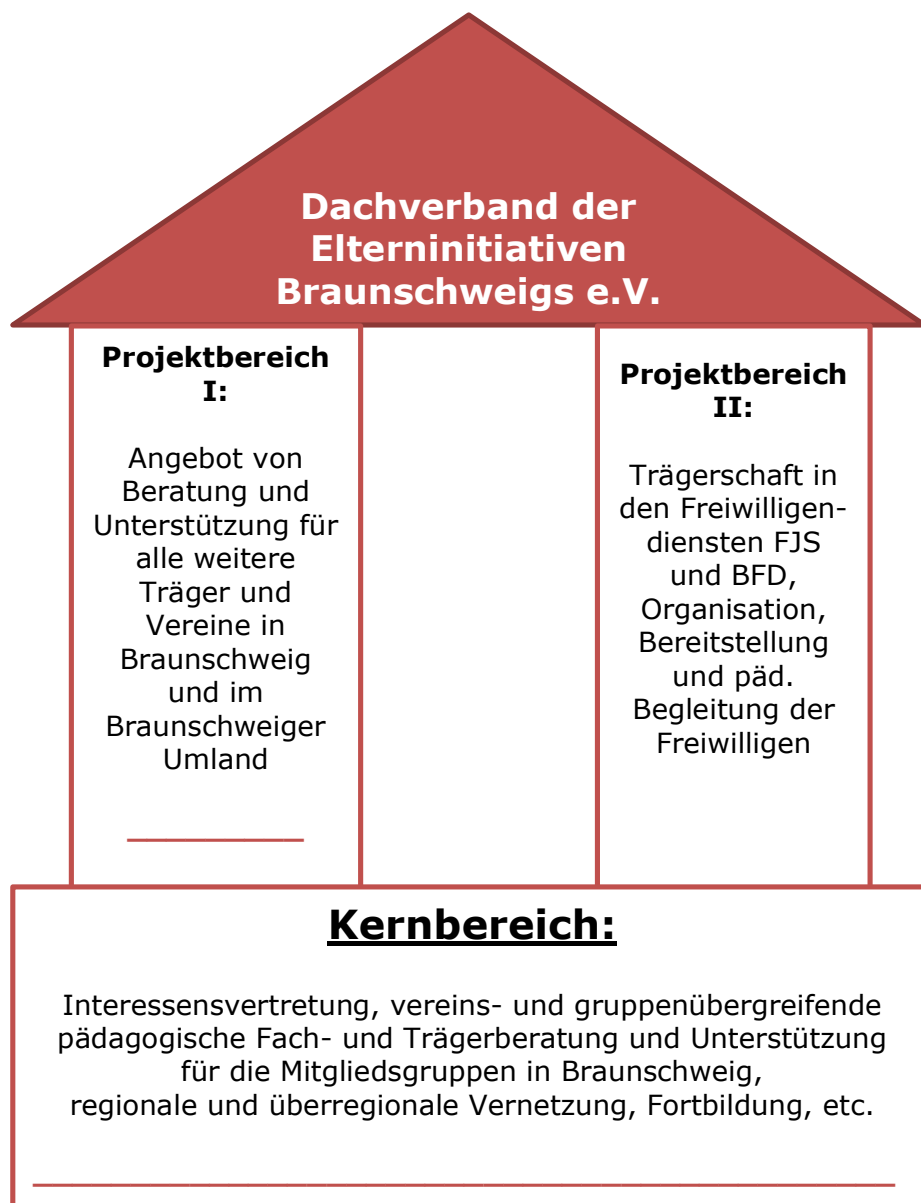 Dachverband der
Elterninitiativen
Braunschweigs e.V.
Projektbereich
I:
Angebot von
Beratung und
Unterstützung für
alle weitere
Träger und
Vereine in
Braunschweig
und im
Braunschweiger
Umland
Projektbereich
II:
Trägerschaft in
den Freiwilligen-
diensten FJS
und BFD,
Organisation,
Bereitstellung
und päd.
Begleitung der
Freiwilligen
Kernbereich:
Interessensvertretung, vereins- und gruppenübergreifende
pädagogische Fach- und Trägerberatung und Unterstützung
für die Mitgliedsgruppen in Braunschweig,
regionale und überregionale Vernetzung, Fortbildung, etc.